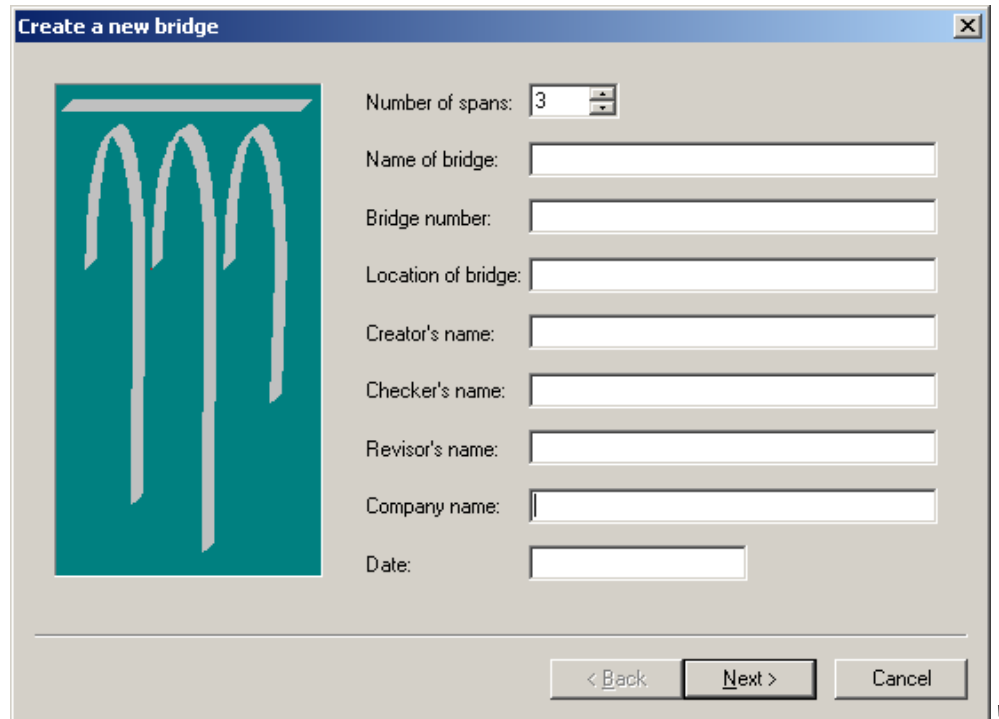 Create a new bridge
Number of spans: 3
Name of bridge:
Bridge number:
Location of bridge:
Creator's name:
Checker's name:
Revisor's name:
Company name:
Date:
< Back Next > Cancel